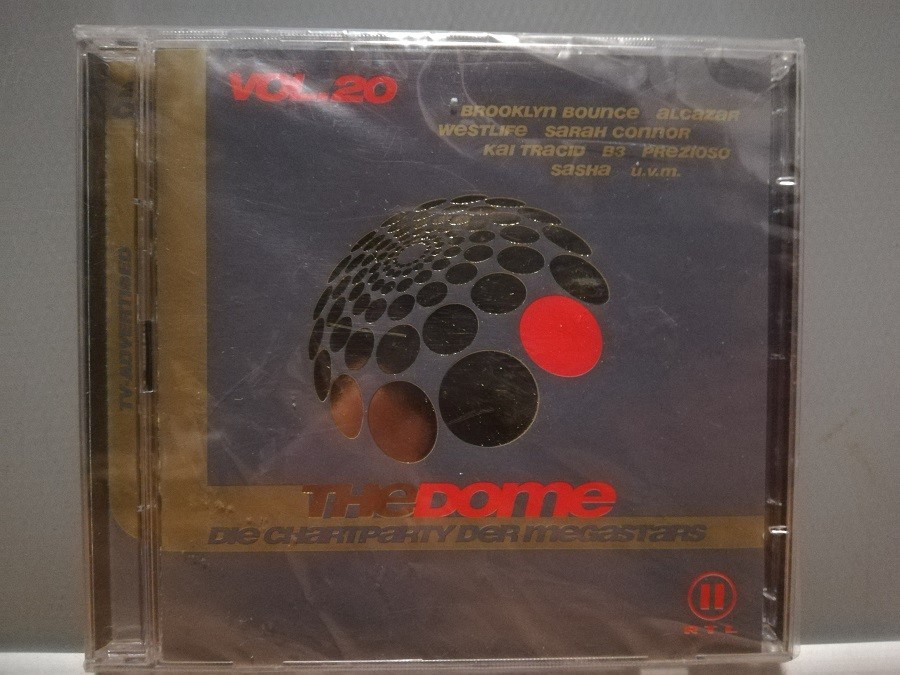 VOL.20
BROOKLYN BOUNCE ALCAZAR
WESTLIFE SARAH CONNOR
KAI TRACID B3 PREZIOSO
SASHA u.v.m.
TV-ADVERTISED
THE DOME
DIE CHARTPARTY DER MEGASTARS
II
RTL